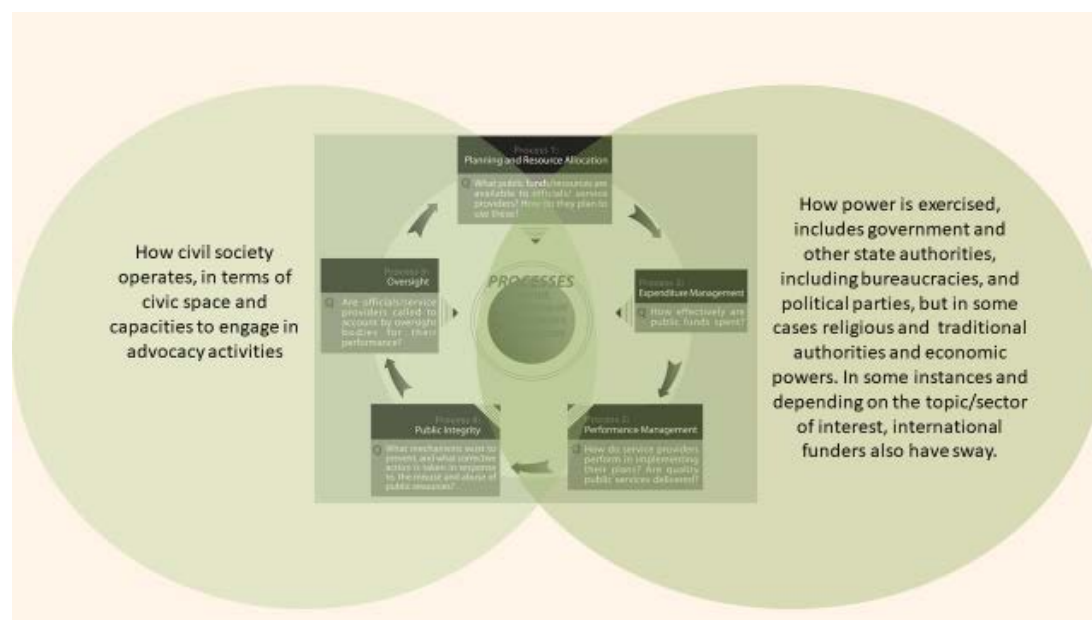 How civil society
operates, in terms of
civic space and
capacities to engage in
advocacy activities
Process 1:
Planning and Resource Allocation
Q What public funds/resources are
available to officials/ service
providers? How do they plan to
use these?
Process 5:
Oversight
Q Are officials/service
providers called to
account by oversight
bodies for their
performance?
PROCESSES
Expenditure Management
Q How effectively are
public funds spent?
Process 4:
Public Integrity
Q What mechanisms exist to
prevent, and what corrective
action is taken in response
to, the misuse and abuse of
public resources?
Performance Management
Q How do service providers
perform in implementing
their plans? Are quality
public services delivered?
How power is exercised,
includes government and
other state authorities,
including bureaucracies, and
political parties, but in some
cases religious and traditional
authorities and economic
powers. In some instances and
depending on the topic/sector
of interest, international
funders also have sway.